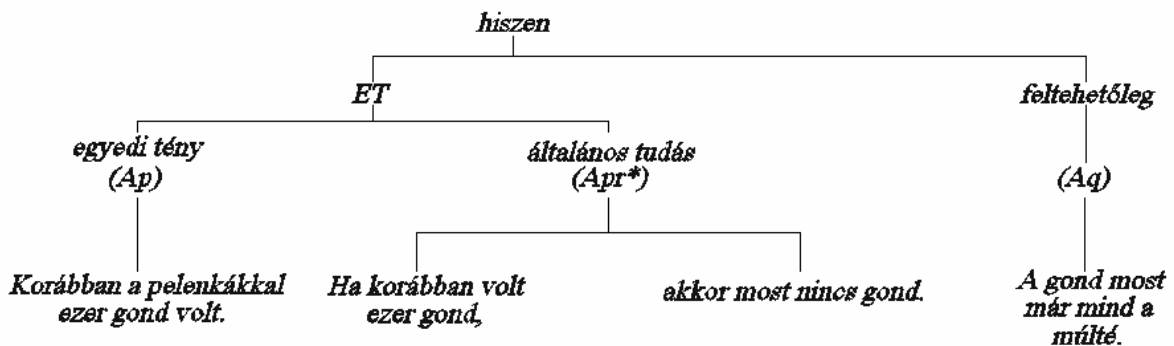 hiszen
ET
feltehetőleg
egyedi tény
(Ap)
általános tudás
(Apr*)
(Aq)
Korábban a pelenkákkal
ezer gond volt.
Ha korábban volt
ezer gond,
akkor most nincs gond.
A gond most
már mind a
múlté.